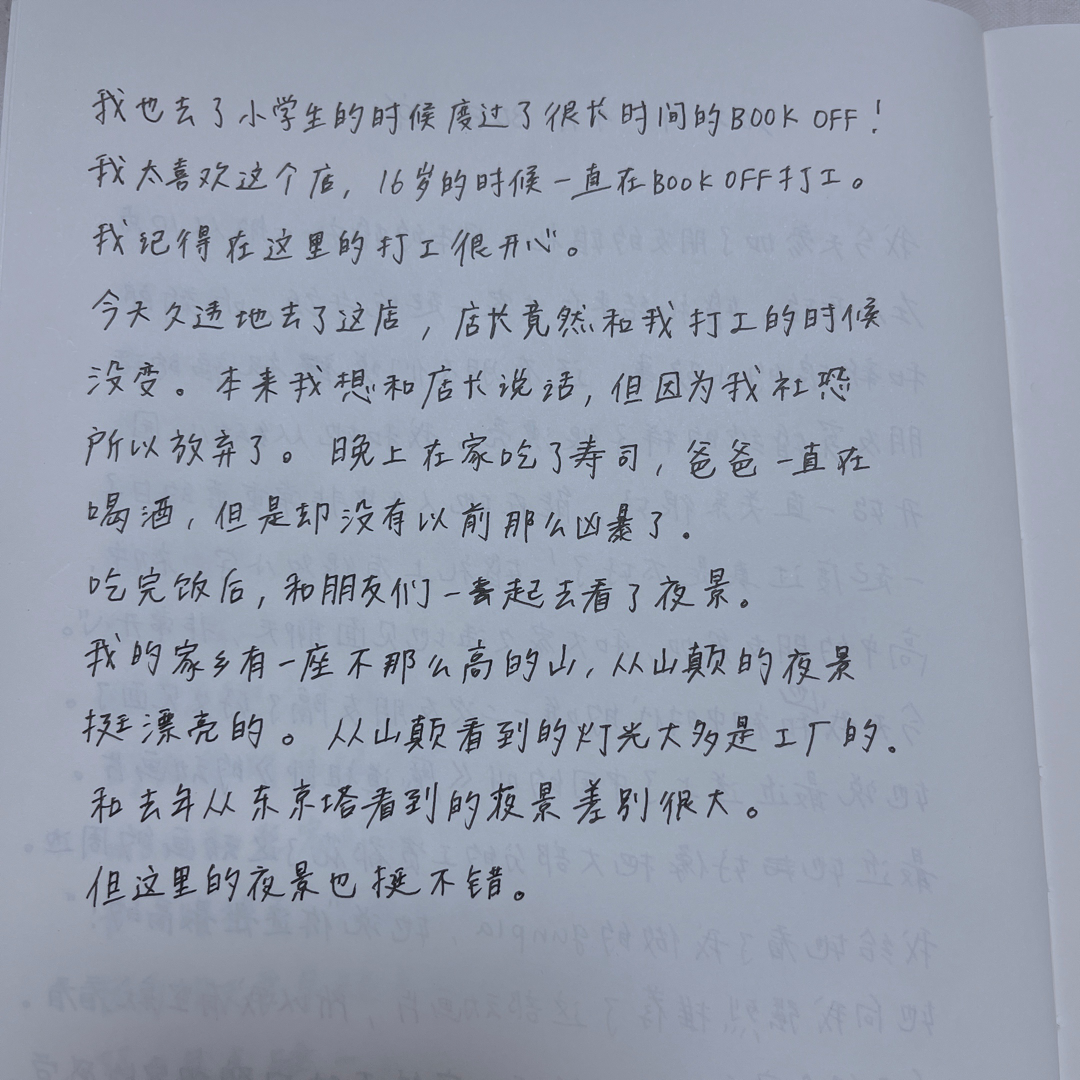 我也去了小学生的时候度过了很长时间的BOOK OFF!
我太喜欢这个店，16岁的时候一直在BOOK OFF打工。
我记得在这里的打工很开心。
今天久透地去了这店，店长竟然和我打工的时候
没变。本来我想和店长说话，但因为我社恐
所以放弃了。晚上在家吃了寿司，爸爸一直在
喝酒，但是却没有以前那么凶暴了。
吃完饭后，和朋友们一起去看了夜景。
我的家乡有一座不那么高的山，从山颠的夜景
挺漂亮的。从山颠看到的灯光大多是工厂的.
和去年从东京塔看到的夜景差别很大。
但这里的夜景也挺不错。